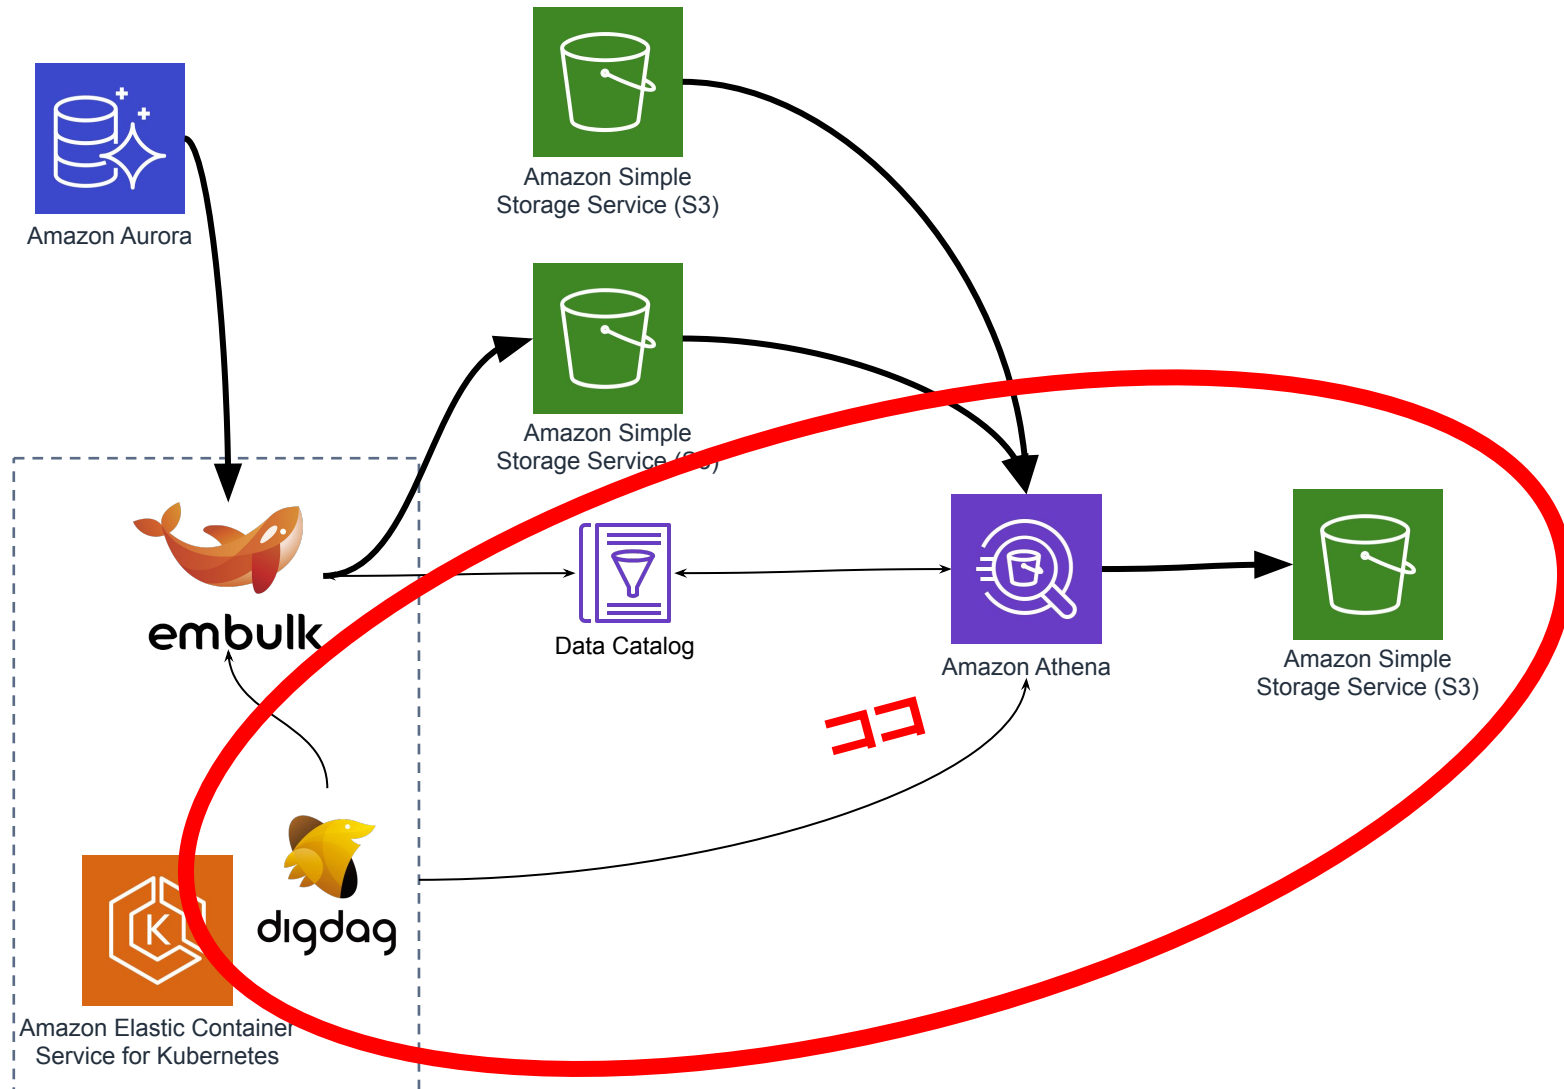 Amazon Simple
Storage Service (S3)
Amazon Aurora
Amazon Simple
Storage Service (S3)
embulk
Data Catalog
Amazon Athena
Amazon Simple
Storage Service (S3)
ココ
digdag
K
Amazon Elastic Container
Service for Kubernetes